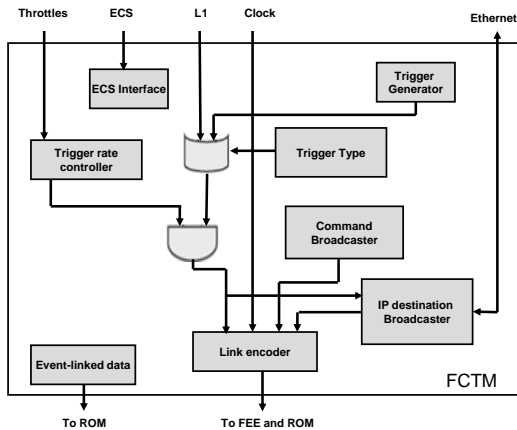 Throttles
ECS
L1
Clock
Ethernet
ECS Interface
Trigger
Generator
Trigger rate
controller
Trigger Type
Command
Broadcaster
IP destination
Broadcaster
Link encoder
Event-linked data
FCTM
To ROM
To FEE and ROM